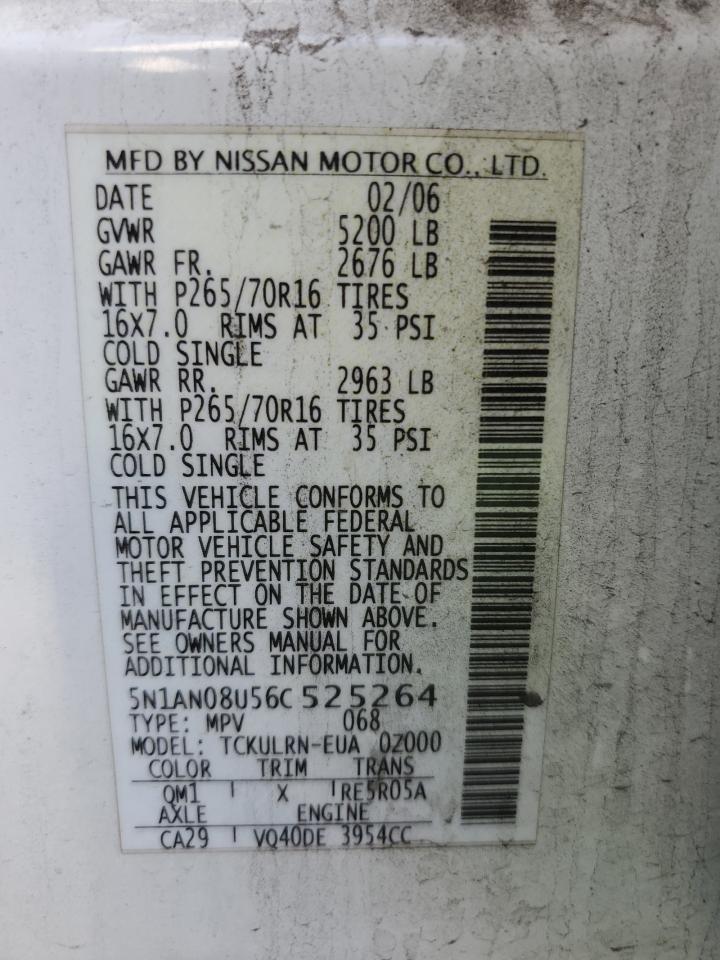 MFD BY NISSAN MOTOR CO., LTD.
DATE 02/06
GVWR 5200 LB
GAWR FR. 2676 LB
WITH P265/70R16 TIRES
16X7.0 RIMS AT 35 PSI
COLD SINGLE
GAWR RR. 2963 LB
WITH P265/70R16 TIRES
16X7.0 RIMS AT 35 PSI
COLD SINGLE
THIS VEHICLE CONFORMS TO
ALL APPLICABLE FEDERAL
MOTOR VEHICLE SAFETY AND
THEFT PREVENTION STANDARDS
IN EFFECT ON THE DATE OF
MANUFACTURE SHOWN ABOVE.
SEE OWNERS MANUAL FOR
ADDITIONAL INFORMATION.
5N1AN08U56C 525264
TYPE: MPV 068
MODEL: TCKULRN-EUA 0Z000
COLOR TRIM TRANS
QM1 X RE5R05A
AXLE ENGINE
CA29 VQ40DE 3954CC